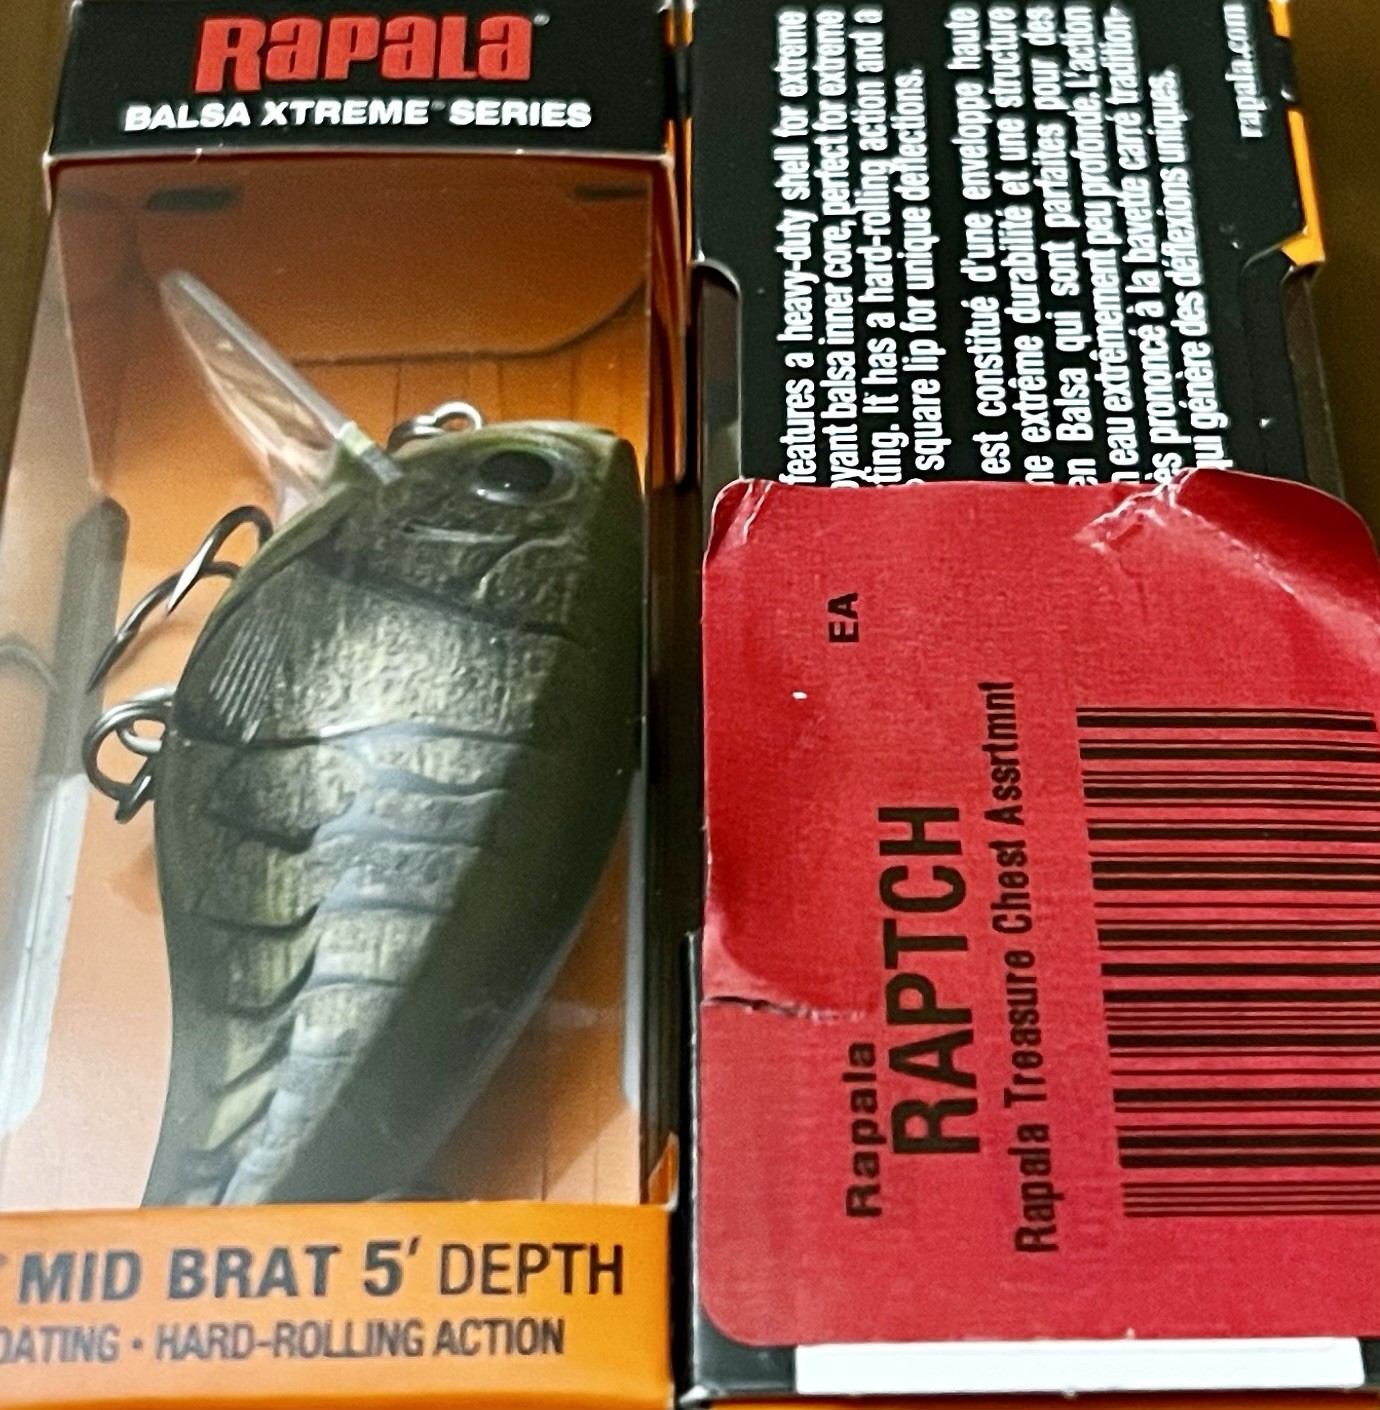 RAPALA®
BALSA XTREME™ SERIES
MID BRAT 5' DEPTH
HARD-ROLLING ACTION
features a heavy-duty shell for extreme
balsa inner core, perfect for extreme
It has a hard-rolling action and a
square lip for unique deflections.
est constitué d'une enveloppe haute
extrême durabilité et une structure
en Balsa qui sont parfaites pour des
eau extrêmement peu profonde. L'action
prononcé à la bavette carré tradition-
qui génère des déflexions uniques.
rapala.com
EA
Rapala
RAPTCH
Rapala Treasure Chest Assrtmnt